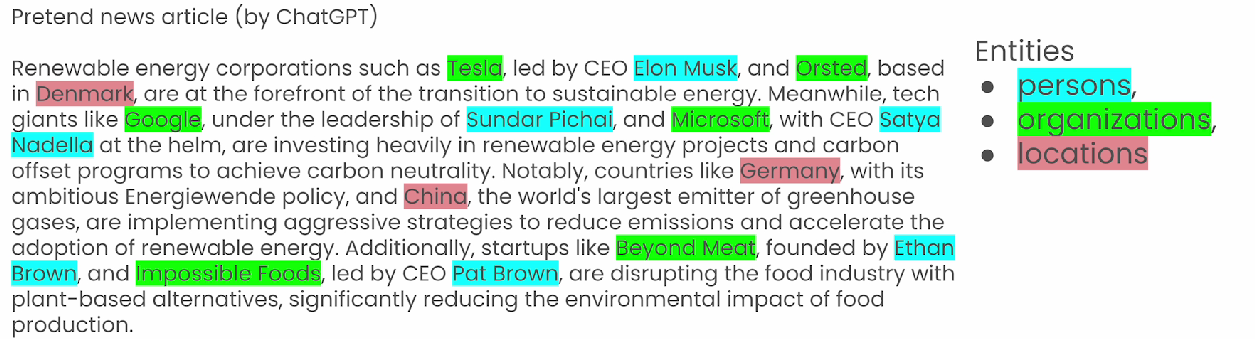 Pretend news article (by ChatGPT)
Renewable energy corporations such as Tesla, led by CEO Elon Musk, and Orsted, based
in Denmark, are at the forefront of the transition to sustainable energy. Meanwhile, tech
giants like Google, under the leadership of Sundar Pichai, and Microsoft, with CEO Satya
Nadella at the helm, are investing heavily in renewable energy projects and carbon
offset programs to achieve carbon neutrality. Notably, countries like Germany, with its
ambitious Energiewende policy, and China, the world's largest emitter of greenhouse
gases, are implementing aggressive strategies to reduce emissions and accelerate the
adoption of renewable energy. Additionally, startups like Beyond Meat, founded by Ethan
Brown, and Impossible Foods, led by CEO Pat Brown, are disrupting the food industry with
plant-based alternatives, significantly reducing the environmental impact of food
production.
Entities
● persons,
● organizations,
● locations